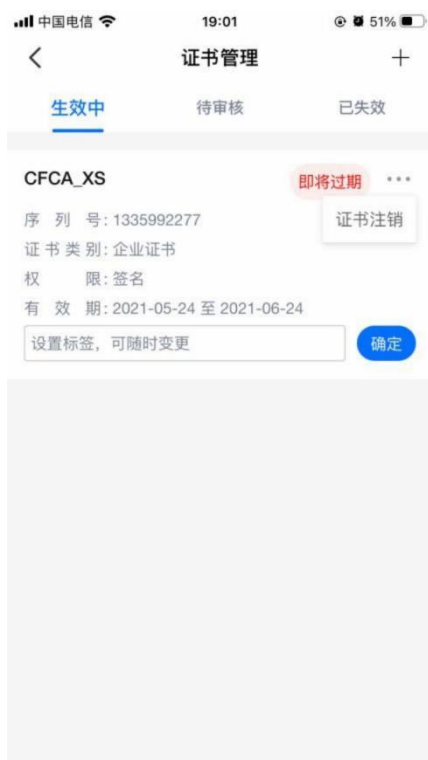 中国电信 19:01 51%
证书管理
生效中 待审核 已失效
CFCA_XS 即将过期
序列号:1335992277 证书注销
证书类别:企业证书
权限:签名
有效期:2021-05-24 至 2021-06-24
设置标签，可随时变更 确定